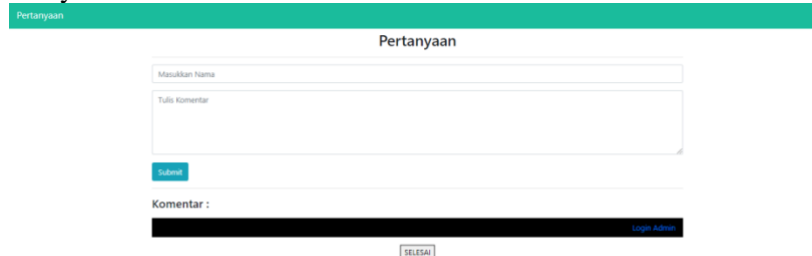 Pertanyaan
Pertanyaan
Masukkan Nama
Tulis Komentar
Submit
Komentar :
Login Admin
SELESAI